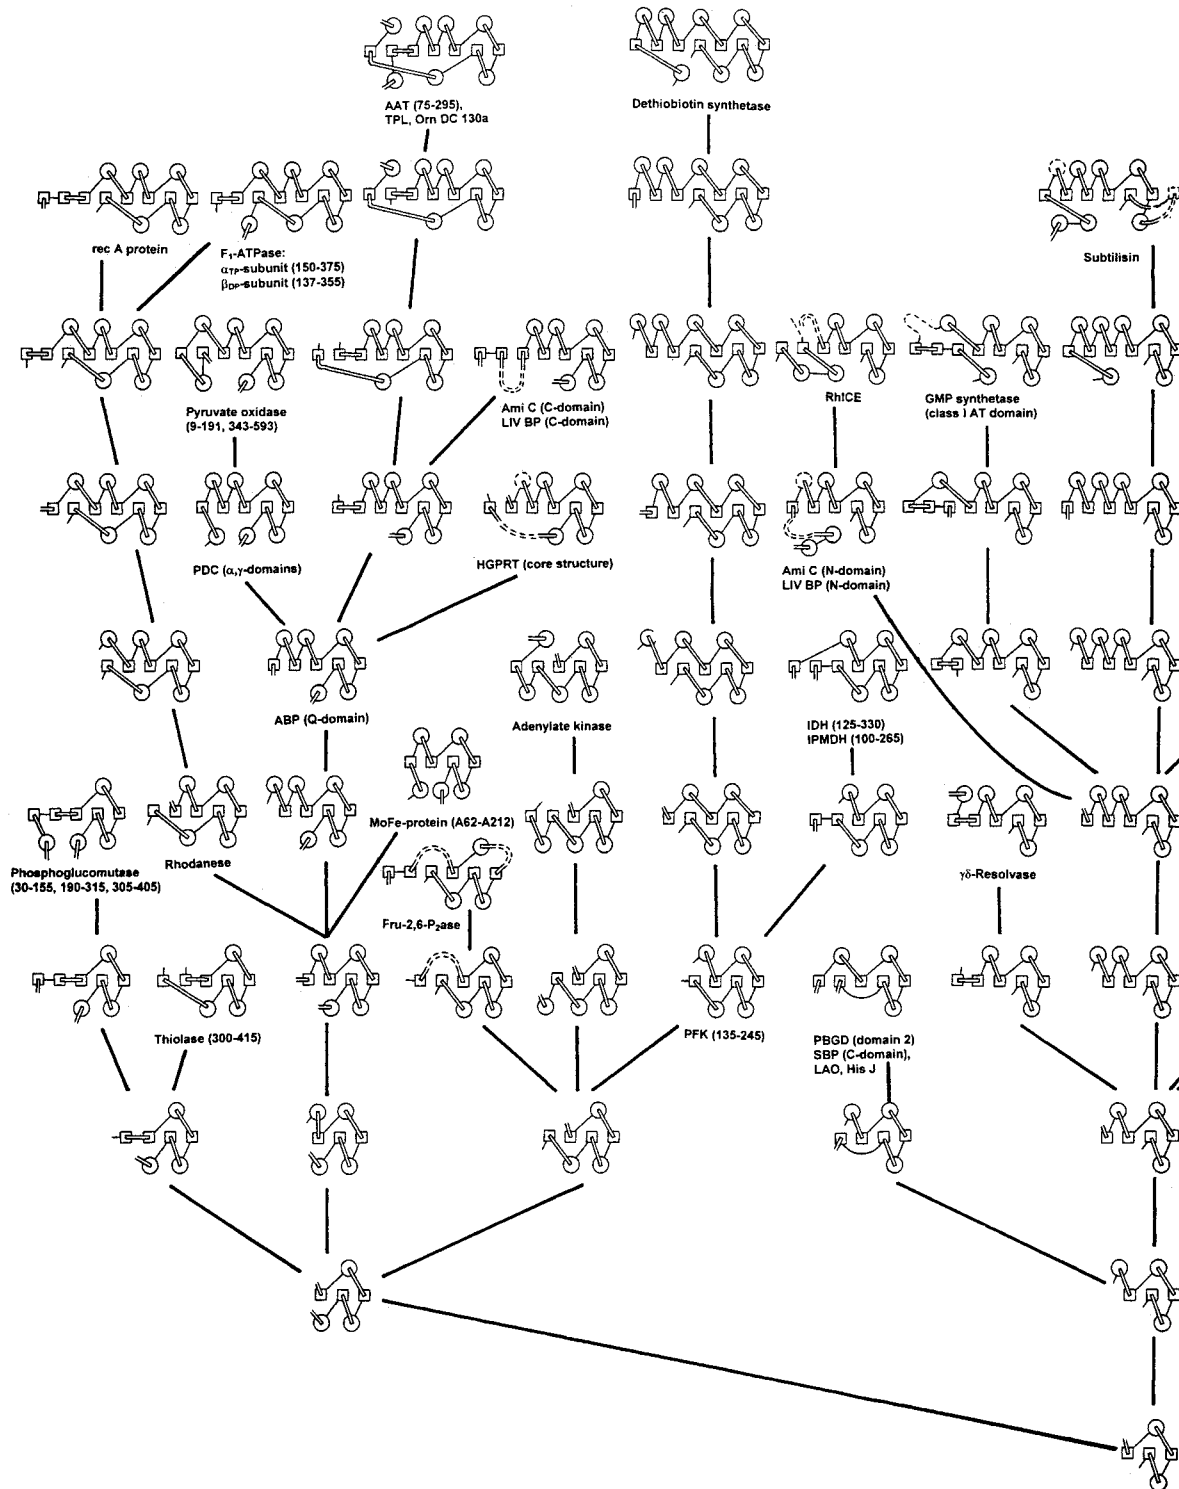 AAT (75-295),
TPL, Orn DC 130a
Dethiobiotin synthetase
rec A protein
F₁-ATPase:
αTP-subunit (150-375)
βDP-subunit (137-355)
Subtilisin
Pyruvate oxidase
(9-191, 343-593)
Ami C (C-domain)
LIV BP (C-domain)
RhICE
GMP synthetase
(class I AT domain)
PDC (α,γ-domains)
HGPRT (core structure)
Ami C (N-domain)
LIV BP (N-domain)
ABP (Q-domain)
Adenylate kinase
IDH (125-330)
IPMDH (100-265)
MoFe-protein (A62-A212)
Phosphoglucomutase
(30-155, 190-315, 305-405)
Rhodanese
γδ-Resolvase
Fru-2,6-P₂ase
Thiolase (300-415)
PFK (135-245)
PBGD (domain 2)
SBP (C-domain),
LAO, His J